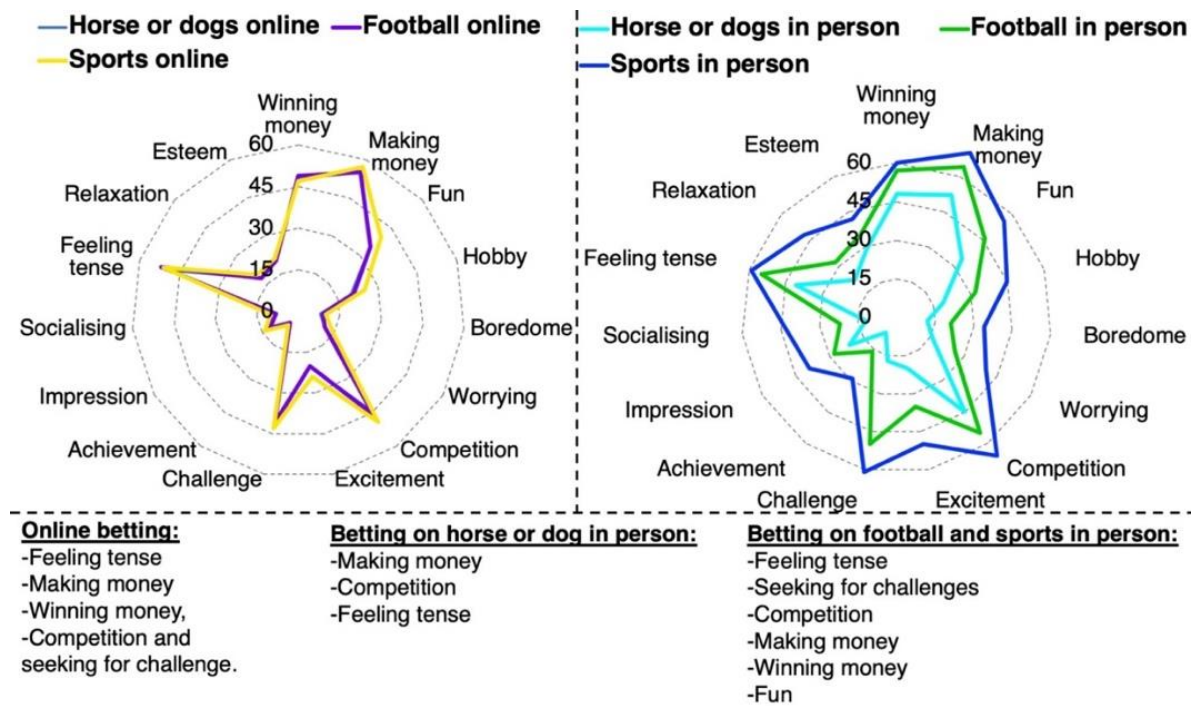 Horse or dogs online Football online
Sports online
Winning
money
Making
money
Fun
Hobby
Boredome
Worrying
Competition
Excitement
Challenge
Achievement
Impression
Socialising
Feeling
tense
Relaxation
Esteem
60
45
30
15
0
Horse or dogs in person Football in person
Sports in person
Winning
money
Making
money
Fun
Hobby
Boredome
Worrying
Competition
Excitement
Challenge
Achievement
Impression
Socialising
Feeling tense
Relaxation
Esteem
60
45
30
15
0
Online betting:
-Feeling tense
-Making money
-Winning money,
-Competition and
seeking for challenge.
Betting on horse or dog in person:
-Making money
-Competition
-Feeling tense
Betting on football and sports in person:
-Feeling tense
-Seeking for challenges
-Competition
-Making money
-Winning money
-Fun